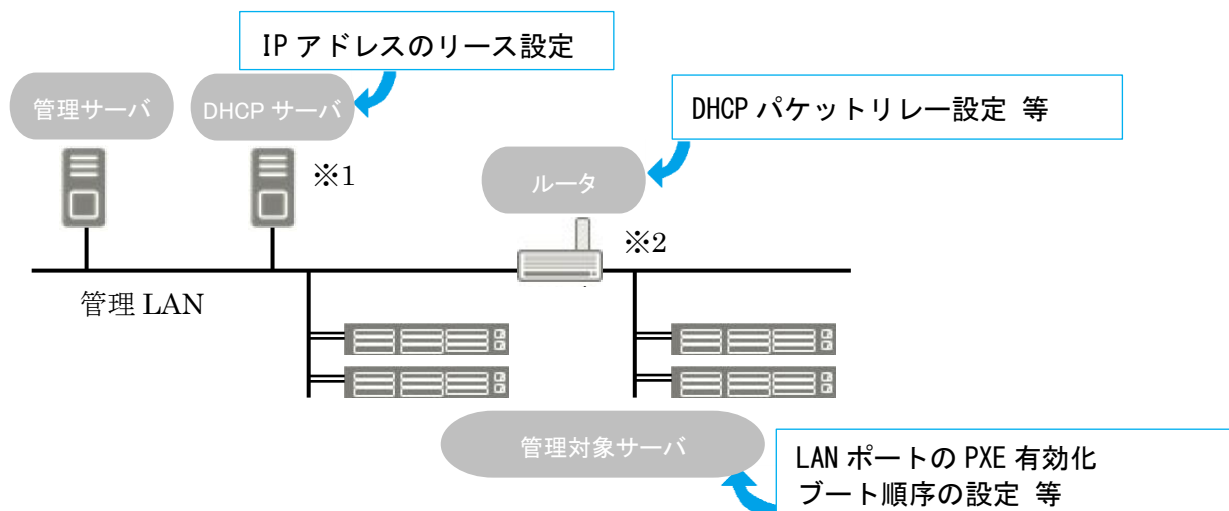 IP アドレスのリース設定
管理サーバ
DHCP サーバ
DHCP パケットリレー設定 等
※1
ルータ
※2
管理 LAN
管理対象サーバ
LAN ポートの PXE 有効化
ブート順序の設定 等